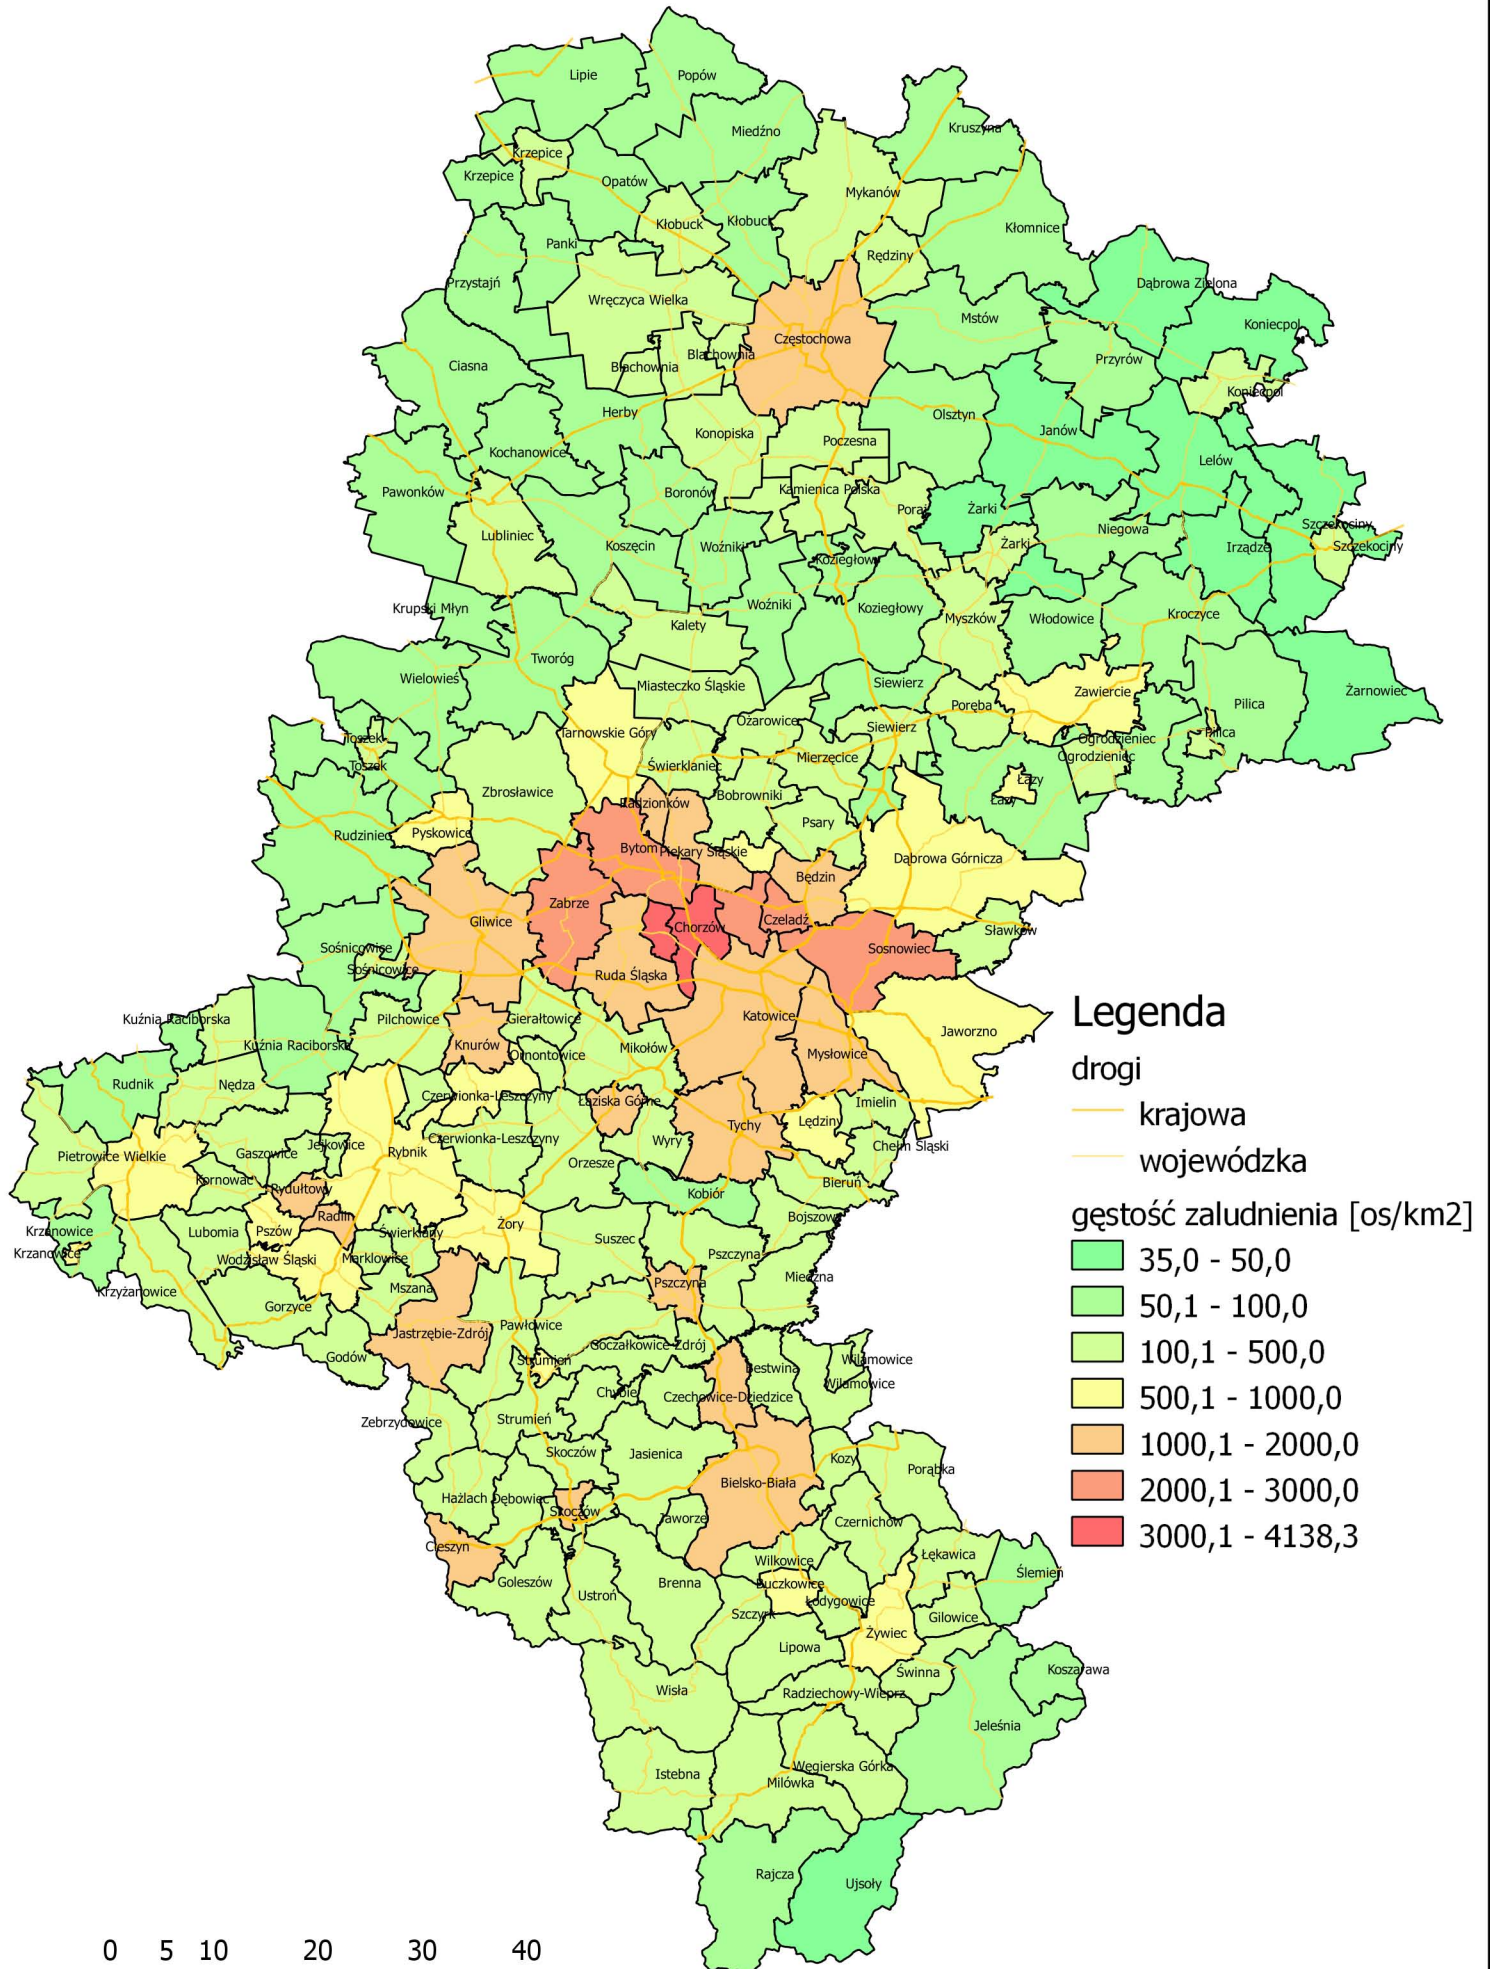 Lipie
Popów
Miedźno
Kruszyna
Krzepice
Krzepice
Opatów
Mykanów
Kłobuck
Kłobuck
Kłomnice
Panki
Rędziny
Przystajń
Dąbrowa Zielona
Wręczyca Wielka
Mstów
Koniecpol
Częstochowa
Blachownia
Przyrów
Ciasna
Blachownia
Koniecpol
Herby
Olsztyn
Konopiska
Janów
Poczesna
Kochanowice
Lelów
Pawonków
Boronów
Kamienica Polska
Poraj
Żarki
Szczekociny
Niegowa
Lubliniec
Koszęcin
Woźniki
Żarki
Irządze
Szczekociny
Koziegłowy
Krupski Młyn
Woźniki
Koziegłowy
Kroczyce
Kalety
Myszków
Włodowice
Tworóg
Wielowieś
Miasteczko Śląskie
Siewierz
Zawiercie
Żarnowiec
Poręba
Pilica
Ożarowice
Siewierz
Tarnowskie Góry
Toszek
Ogrodzieniec
Pilica
Toszek
Świerklaniec
Mierzęcice
Ogrodzieniec
Zbrosławice
Bobrowniki
Łazy
Łazy
Radzionków
Psary
Rudziniec
Pyskowice
Bytom
Piekary Śląskie
Dąbrowa Górnicza
Będzin
Zabrze
Gliwice
Chorzów
Czeladź
Sławków
Sośnicowice
Sosnowiec
Sośnicowice
Ruda Śląska
Legenda
Kuźnia Raciborska
Pilchowice
Gierałtowice
Katowice
Jaworzno
Kuźnia Raciborska
Knurów
Ornontowice
Mikołów
Mysłowice
drogi
Rudnik
Nędza
Czerwionka-Leszczyny
Łaziska Górne
Imielin
krajowa
Lędziny
Tychy
Czerwionka-Leszczyny
Wyry
Chełm Śląski
Pietrowice Wielkie
Gaszowice
Jejkowice
Rybnik
Orzesze
wojewódzka
Kornowac
Rydułtowy
Kobiór
Bieruń
Radlin
Bojszowy
gęstość zaludnienia [os/km2]
Krzanowice
Lubomia
Pszów
Świerklany
Żory
Suszec
Krzanowice
Wodzisław Śląski
Marklowice
Pszczyna
35,0 - 50,0
Krzyżanowice
Mszana
Pszczyna
Miedźna
Gorzyce
50,1 - 100,0
Jastrzębie-Zdrój
Pawłowice
Godów
Goczałkowice-Zdrój
Strumień
Wilamowice
100,1 - 500,0
Bestwina
Wilamowice
Chybie
Czechowice-Dziedzice
500,1 - 1000,0
Zebrzydowice
Strumień
Skoczów
Jasienica
Kozy
1000,1 - 2000,0
Porąbka
Bielsko-Biała
2000,1 - 3000,0
Hażlach
Dębowiec
Skoczów
Jaworze
Czernichów
3000,1 - 4138,3
Cieszyn
Łękawica
Wilkowice
Ślemień
Goleszów
Brenna
Buczkowice
Ustroń
Łodygowice
Szczyrk
Gilowice
Żywiec
Lipowa
Świnna
Koszarawa
Wisła
Radziechowy-Wieprz
Jeleśnia
Węgierska Górka
Istebna
Milówka
Rajcza
Ujsoły
0 5 10 20 30 40